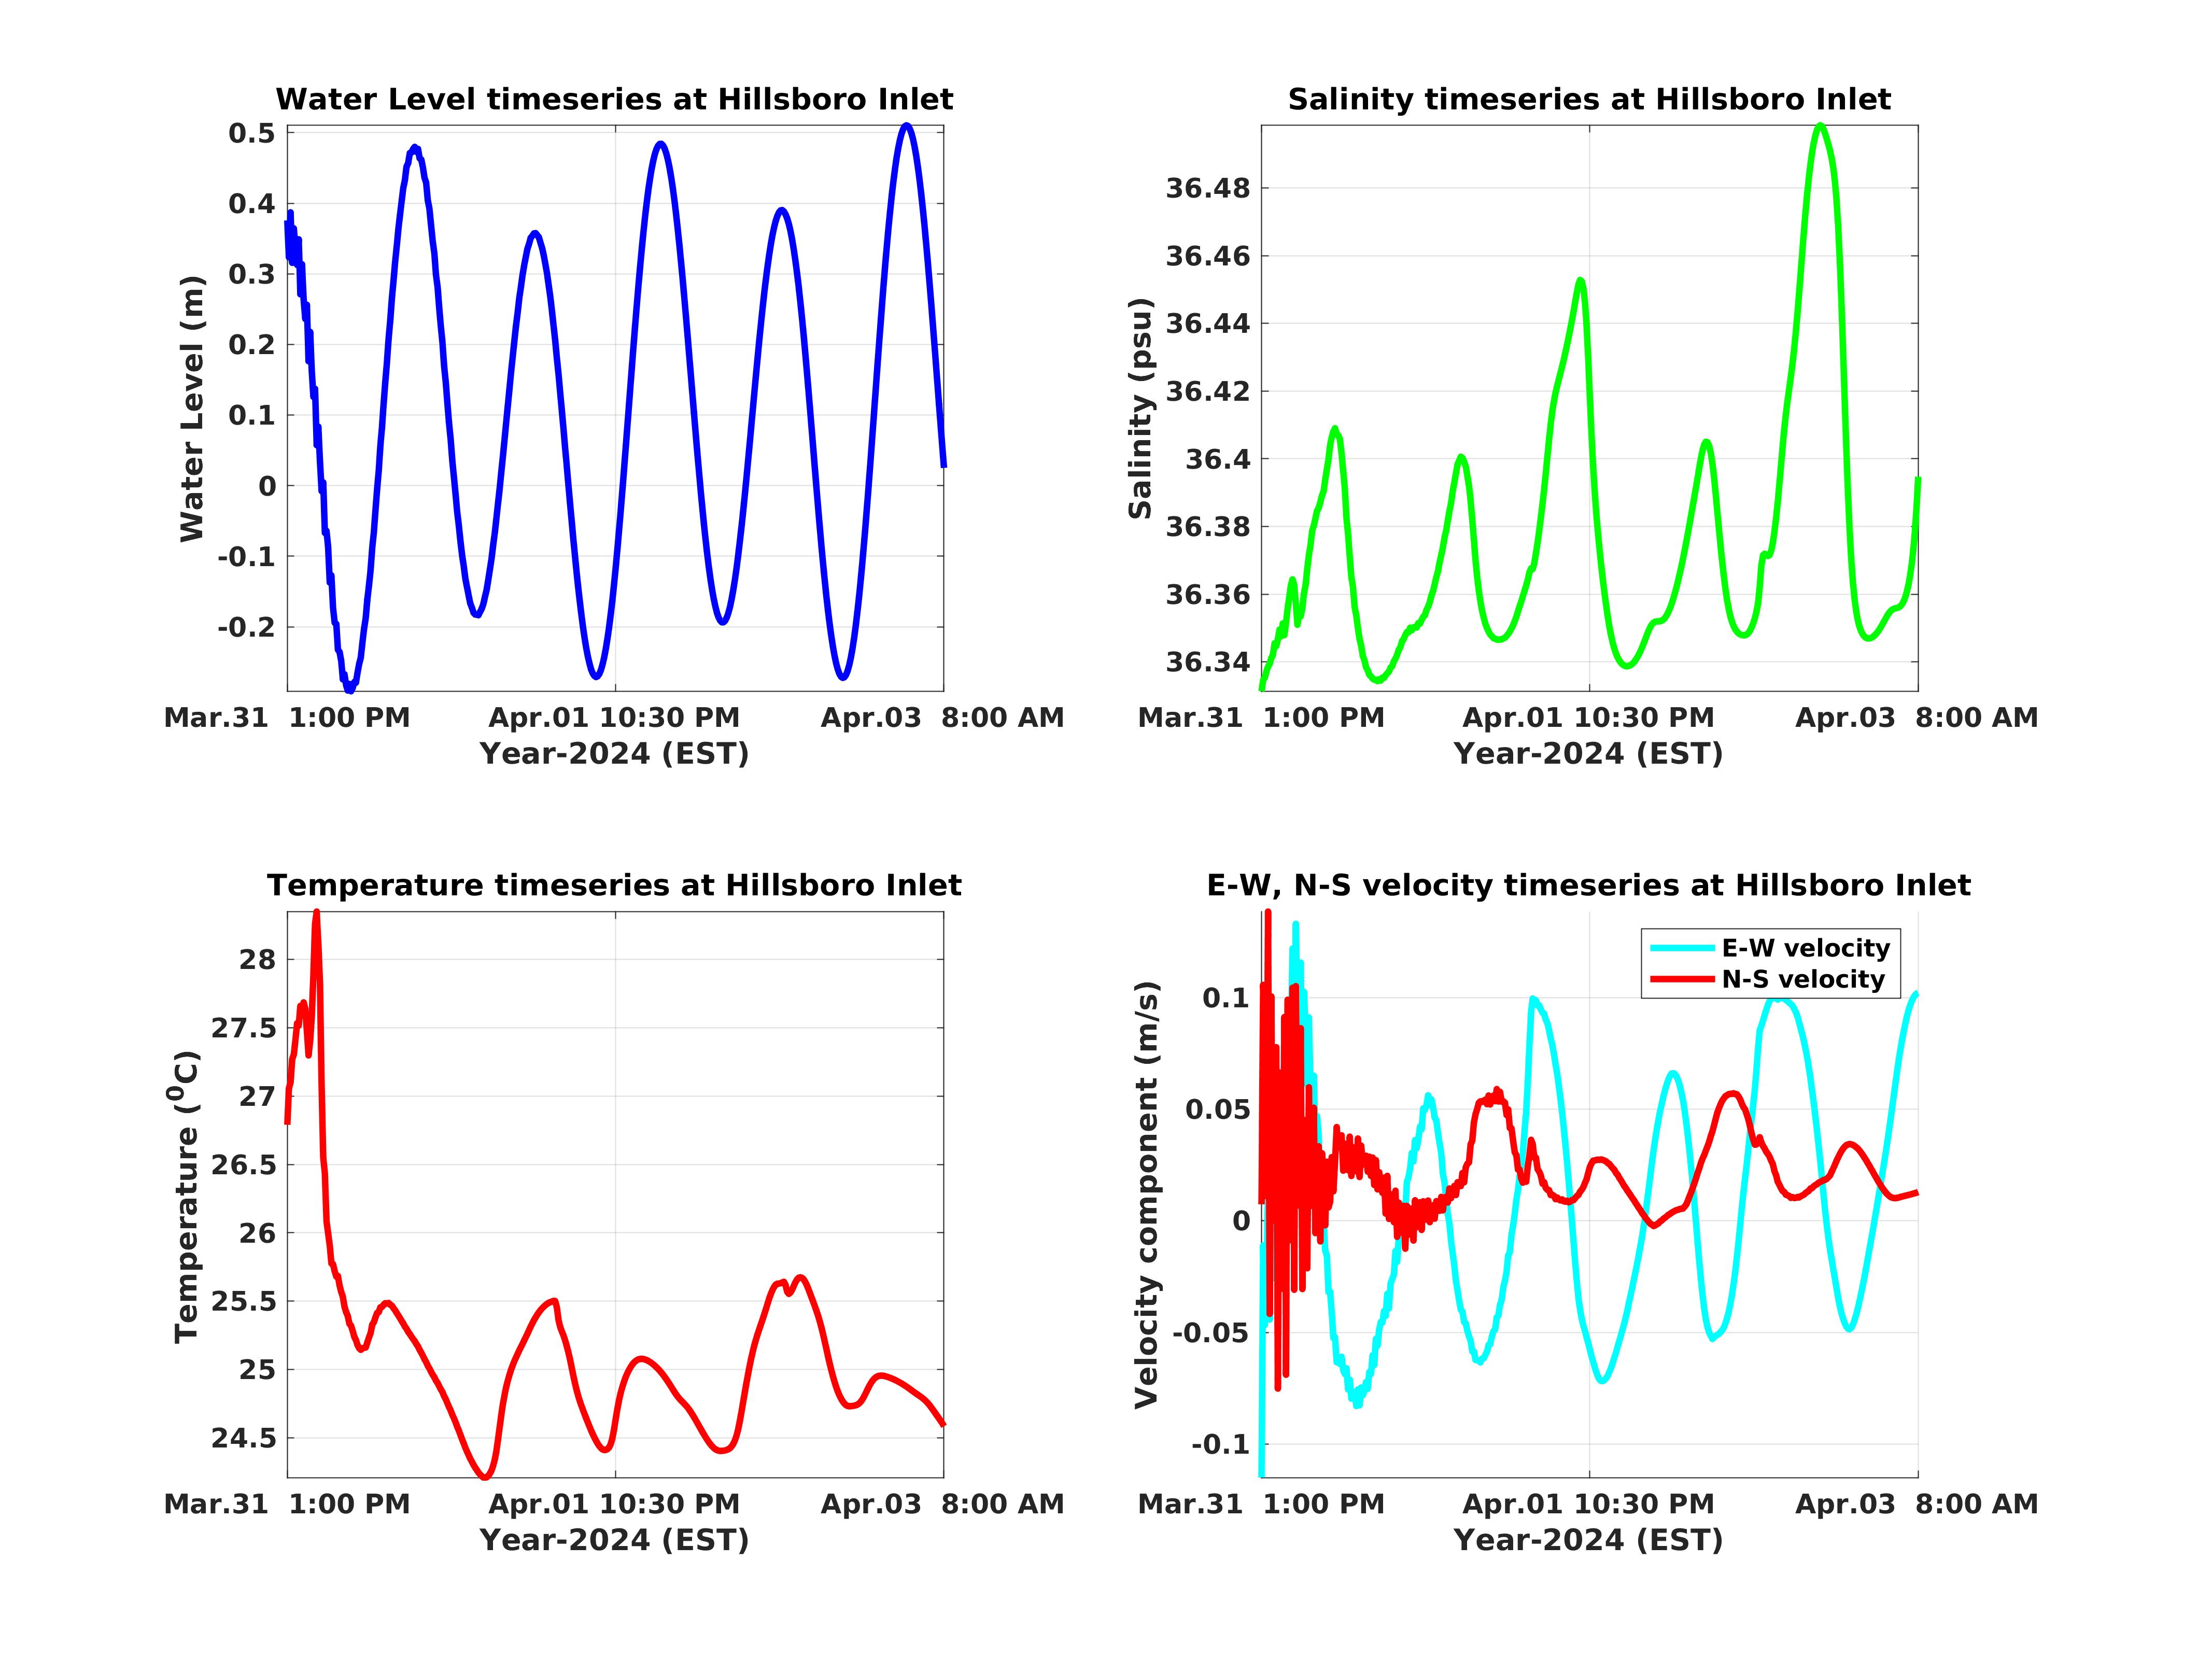 Water Level timeseries at Hillsboro Inlet
Water Level (m)
0.5
0.4
0.3
0.2
0.1
0
-0.1
-0.2
Mar.31 1:00 PM Apr.01 10:30 PM Apr.03 8:00 AM
Year-2024 (EST)
Salinity timeseries at Hillsboro Inlet
Salinity (psu)
36.48
36.46
36.44
36.42
36.4
36.38
36.36
36.34
Mar.31 1:00 PM Apr.01 10:30 PM Apr.03 8:00 AM
Year-2024 (EST)
Temperature timeseries at Hillsboro Inlet
Temperature (⁰C)
28
27.5
27
26.5
26
25.5
25
24.5
Mar.31 1:00 PM Apr.01 10:30 PM Apr.03 8:00 AM
Year-2024 (EST)
E-W, N-S velocity timeseries at Hillsboro Inlet
Velocity component (m/s)
E-W velocity
N-S velocity
0.1
0.05
0
-0.05
-0.1
Mar.31 1:00 PM Apr.01 10:30 PM Apr.03 8:00 AM
Year-2024 (EST)